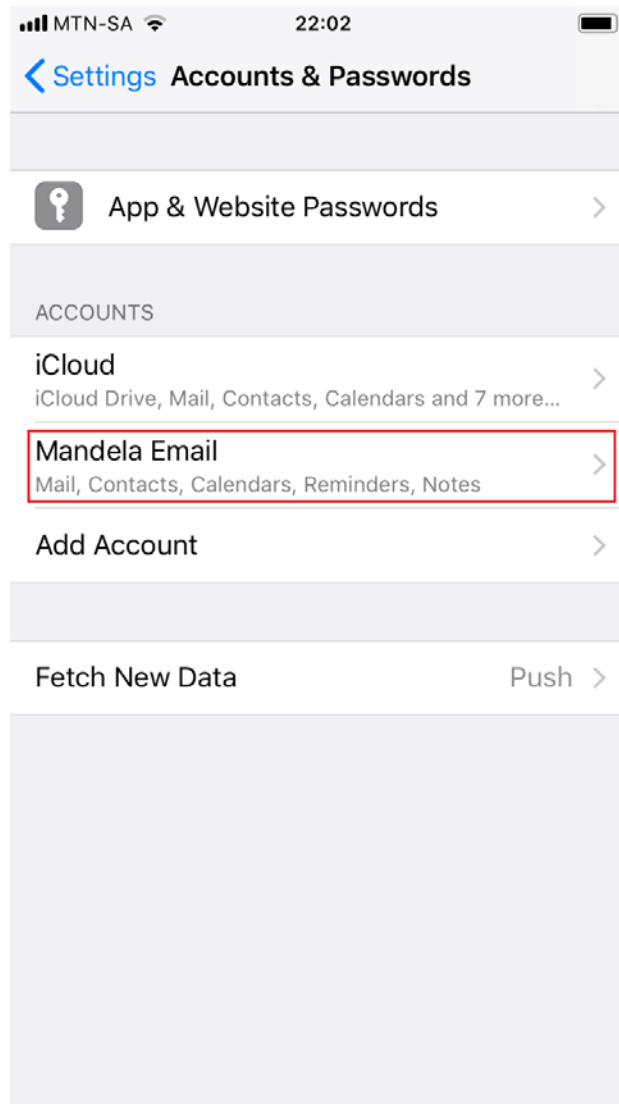 MTN-SA 22:02
Settings Accounts & Passwords
App & Website Passwords
ACCOUNTS
iCloud
iCloud Drive, Mail, Contacts, Calendars and 7 more...
Mandela Email
Mail, Contacts, Calendars, Reminders, Notes
Add Account
Fetch New Data Push